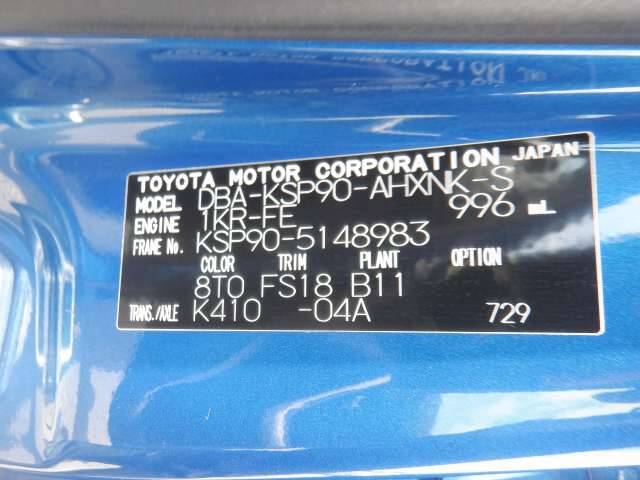 TOYOTA MOTOR CORPORATION JAPAN
MODEL DBA-KSP90-AHXNK-S
ENGINE 1KR-FE 996 mL
FRAME No. KSP90-5148983
COLOR TRIM PLANT OPTION
8T0 FS18 B11
TRANS./AXLE K410 -04A 729